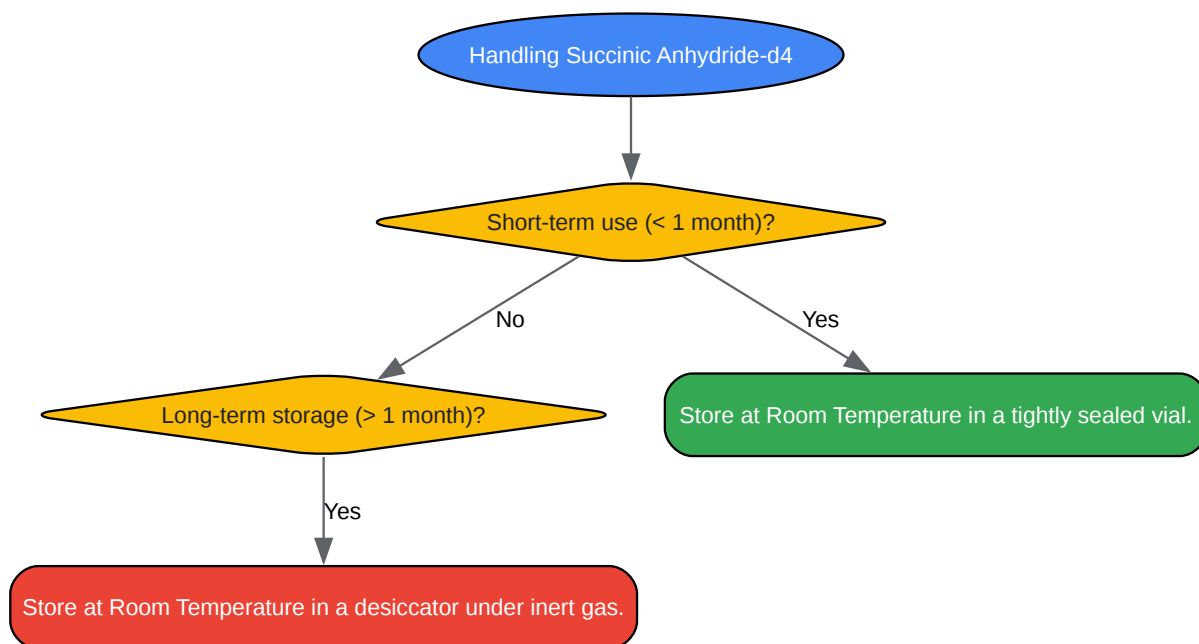 Handling Succinic Anhydride-d4
Short-term use (< 1 month)?
No
Yes
Long-term storage (> 1 month)?
Store at Room Temperature in a tightly sealed vial.
Yes
Store at Room Temperature in a desiccator under inert gas.